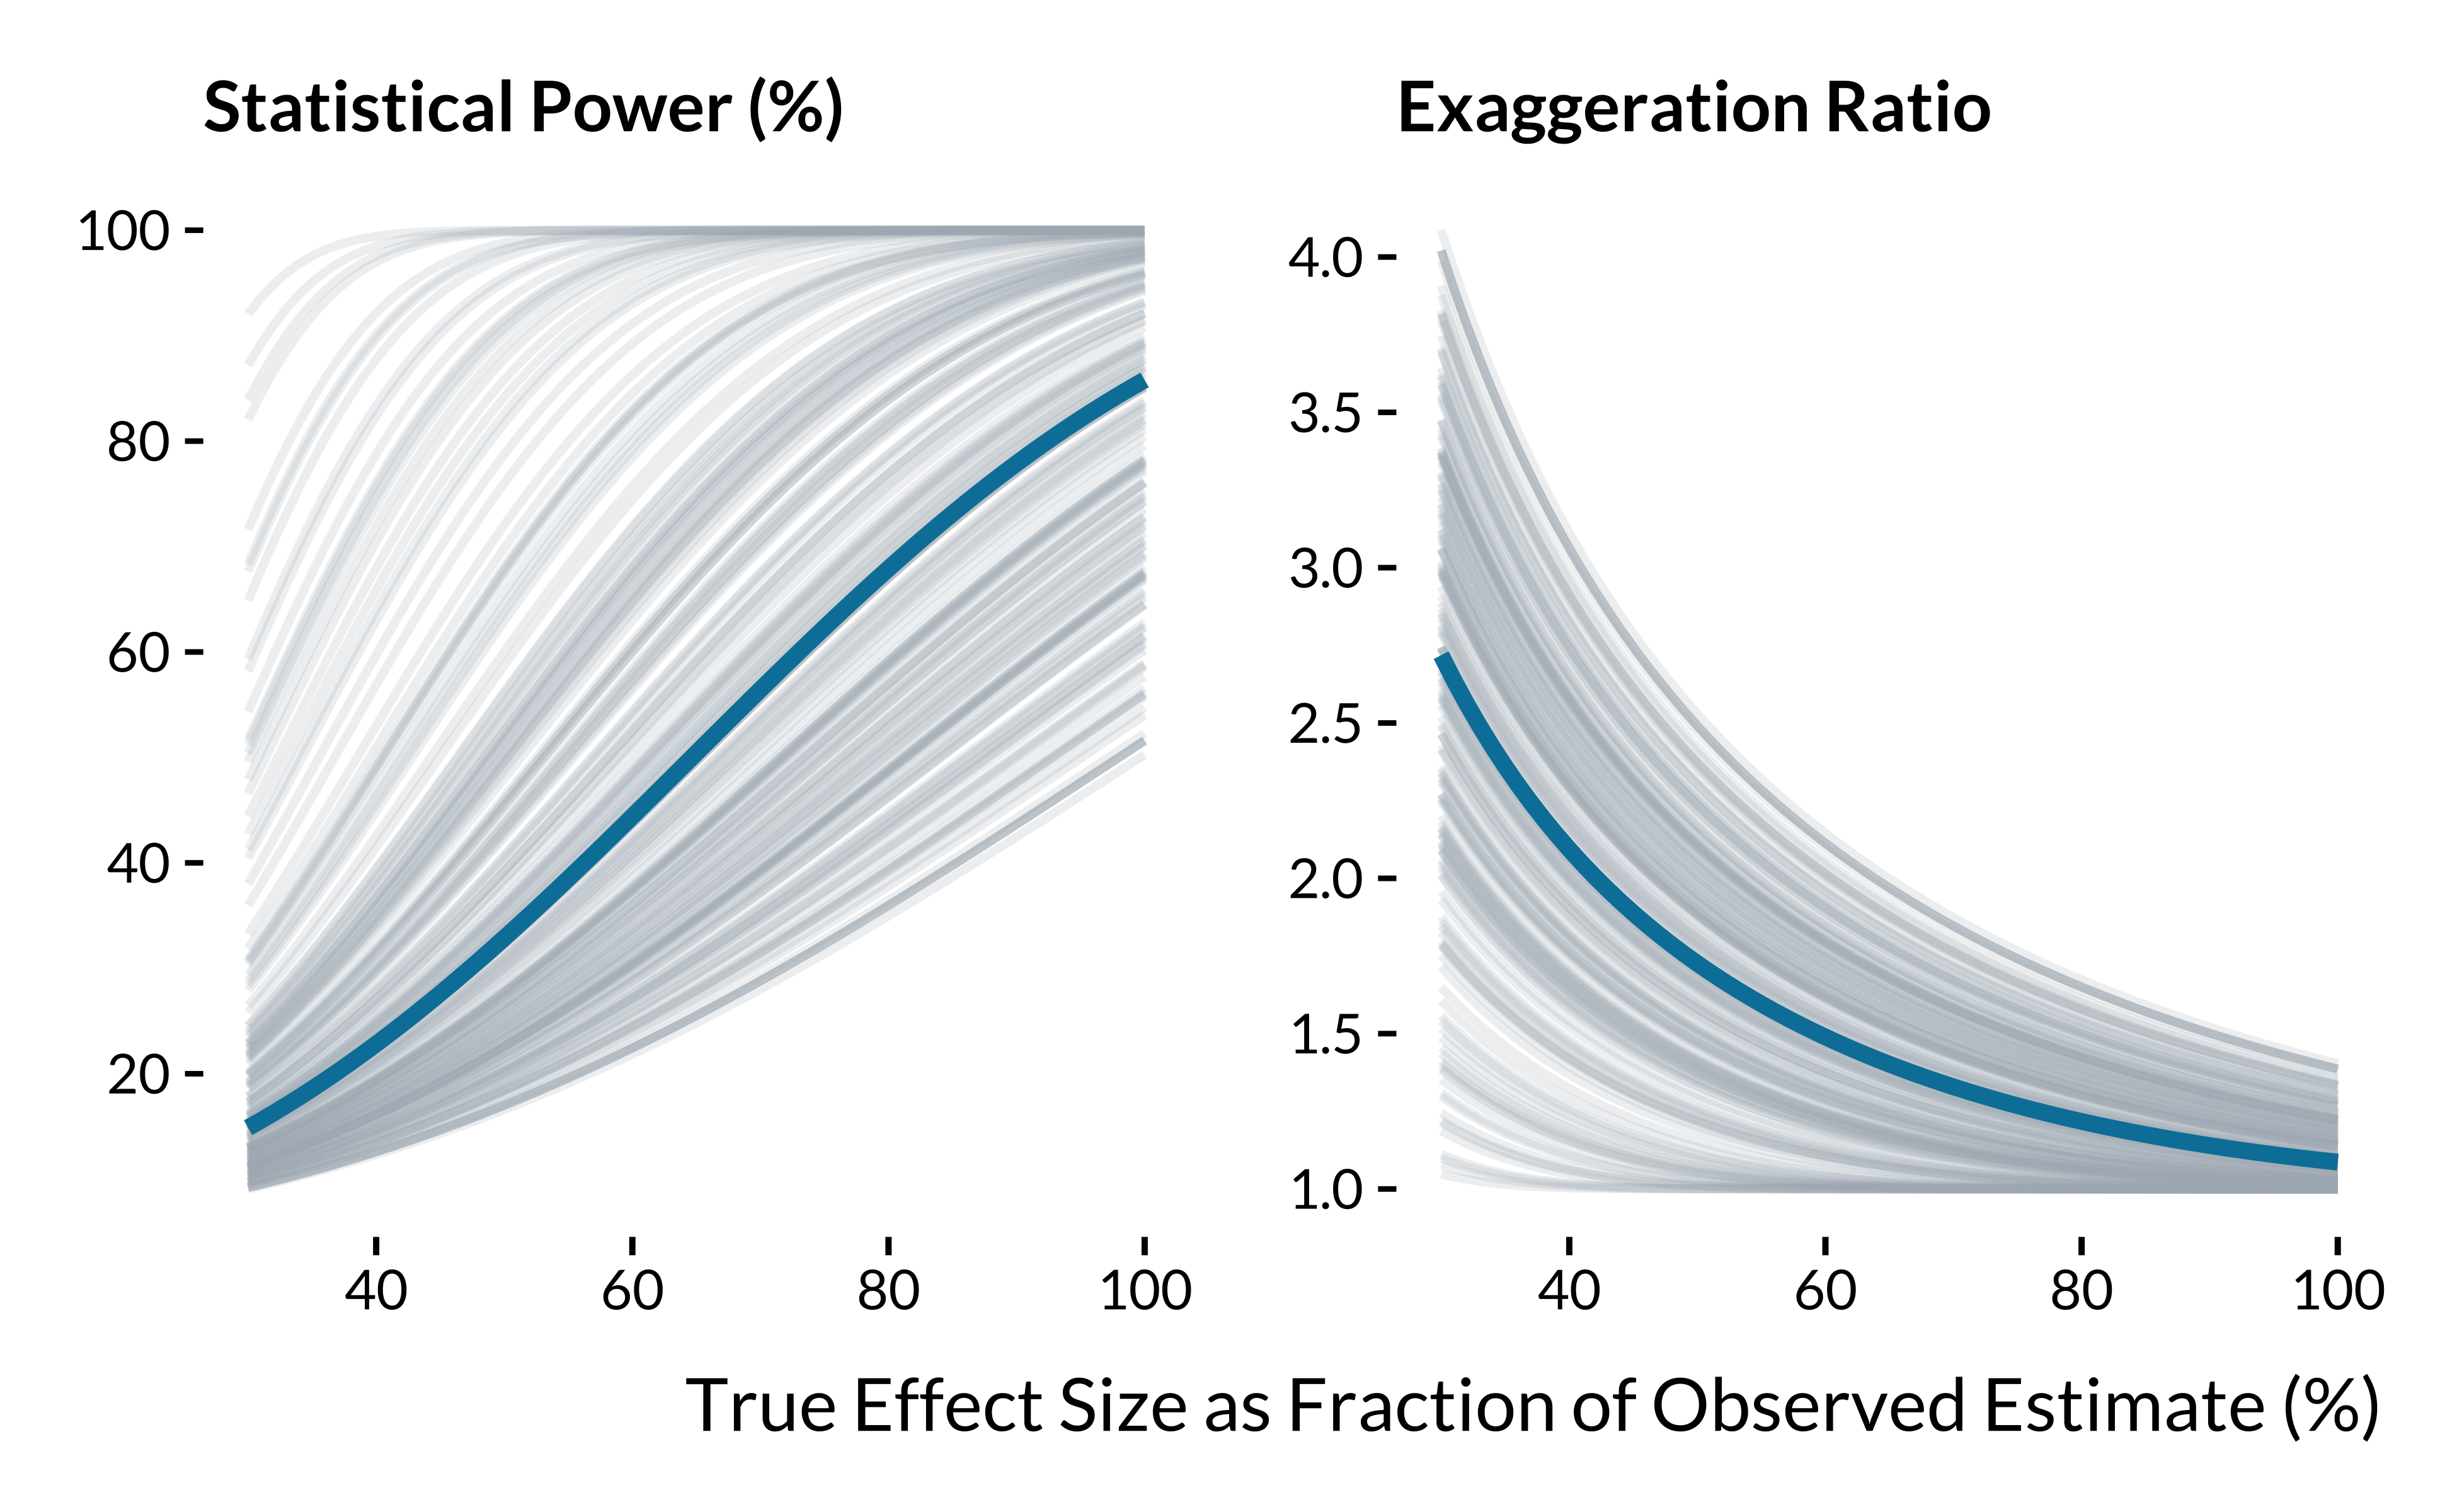 Statistical Power (%)
100
80
60
40
20
40 60 80 100
Exaggeration Ratio
4.0
3.5
3.0
2.5
2.0
1.5
1.0
40 60 80 100
True Effect Size as Fraction of Observed Estimate (%)